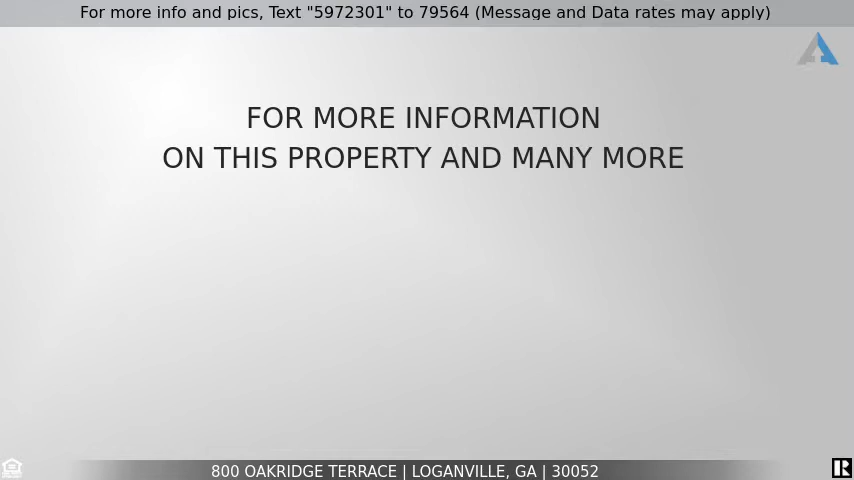 For more info and pics, Text "5972301" to 79564 (Message and Data rates may apply)
FOR MORE INFORMATION
ON THIS PROPERTY AND MANY MORE
800 OAKRIDGE TERRACE | LOGANVILLE, GA | 30052